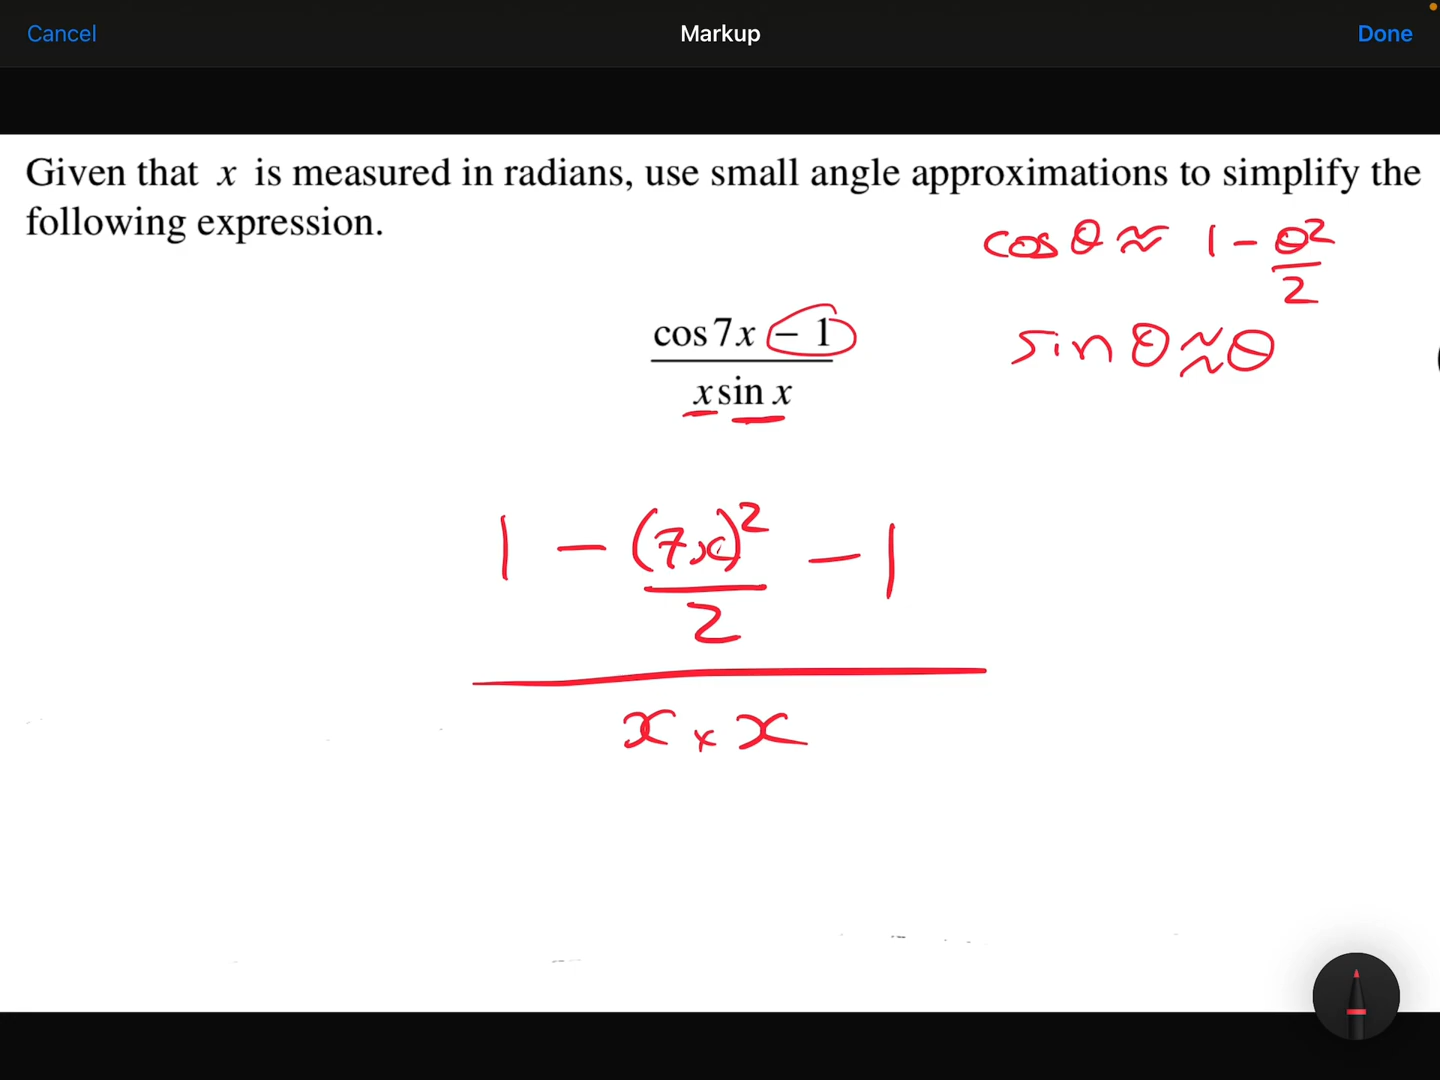 Cancel Markup Done
Given that x is measured in radians, use small angle approximations to simplify the
following expression.
cos θ ≈ 1 - θ²/2
cos 7x - 1
sin θ ≈ θ
x sin x
1 - (7x)²/2 - 1
x × x